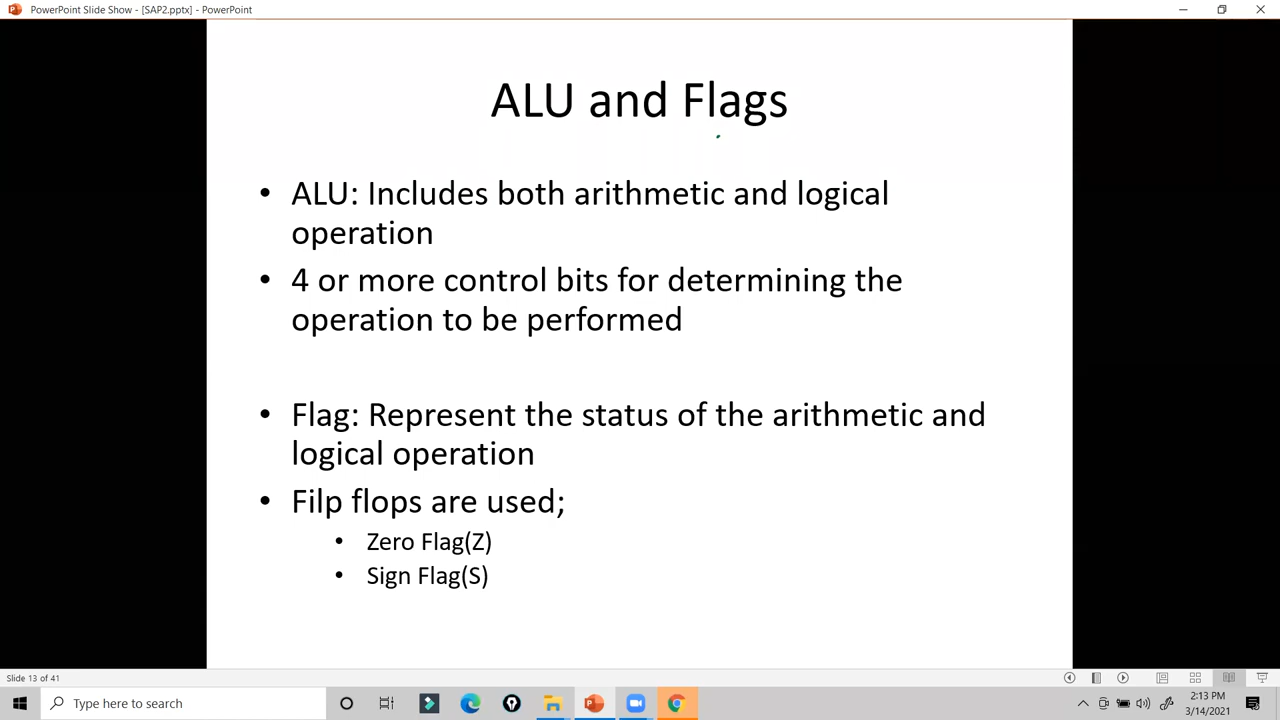 PowerPoint Slide Show - [SAP2.pptx] - PowerPoint
ALU and Flags
• ALU: Includes both arithmetic and logical
operation
• 4 or more control bits for determining the
operation to be performed
• Flag: Represent the status of the arithmetic and
logical operation
• Filp flops are used;
• Zero Flag(Z)
• Sign Flag(S)
Slide 13 of 41
Type here to search
2:13 PM
3/14/2021